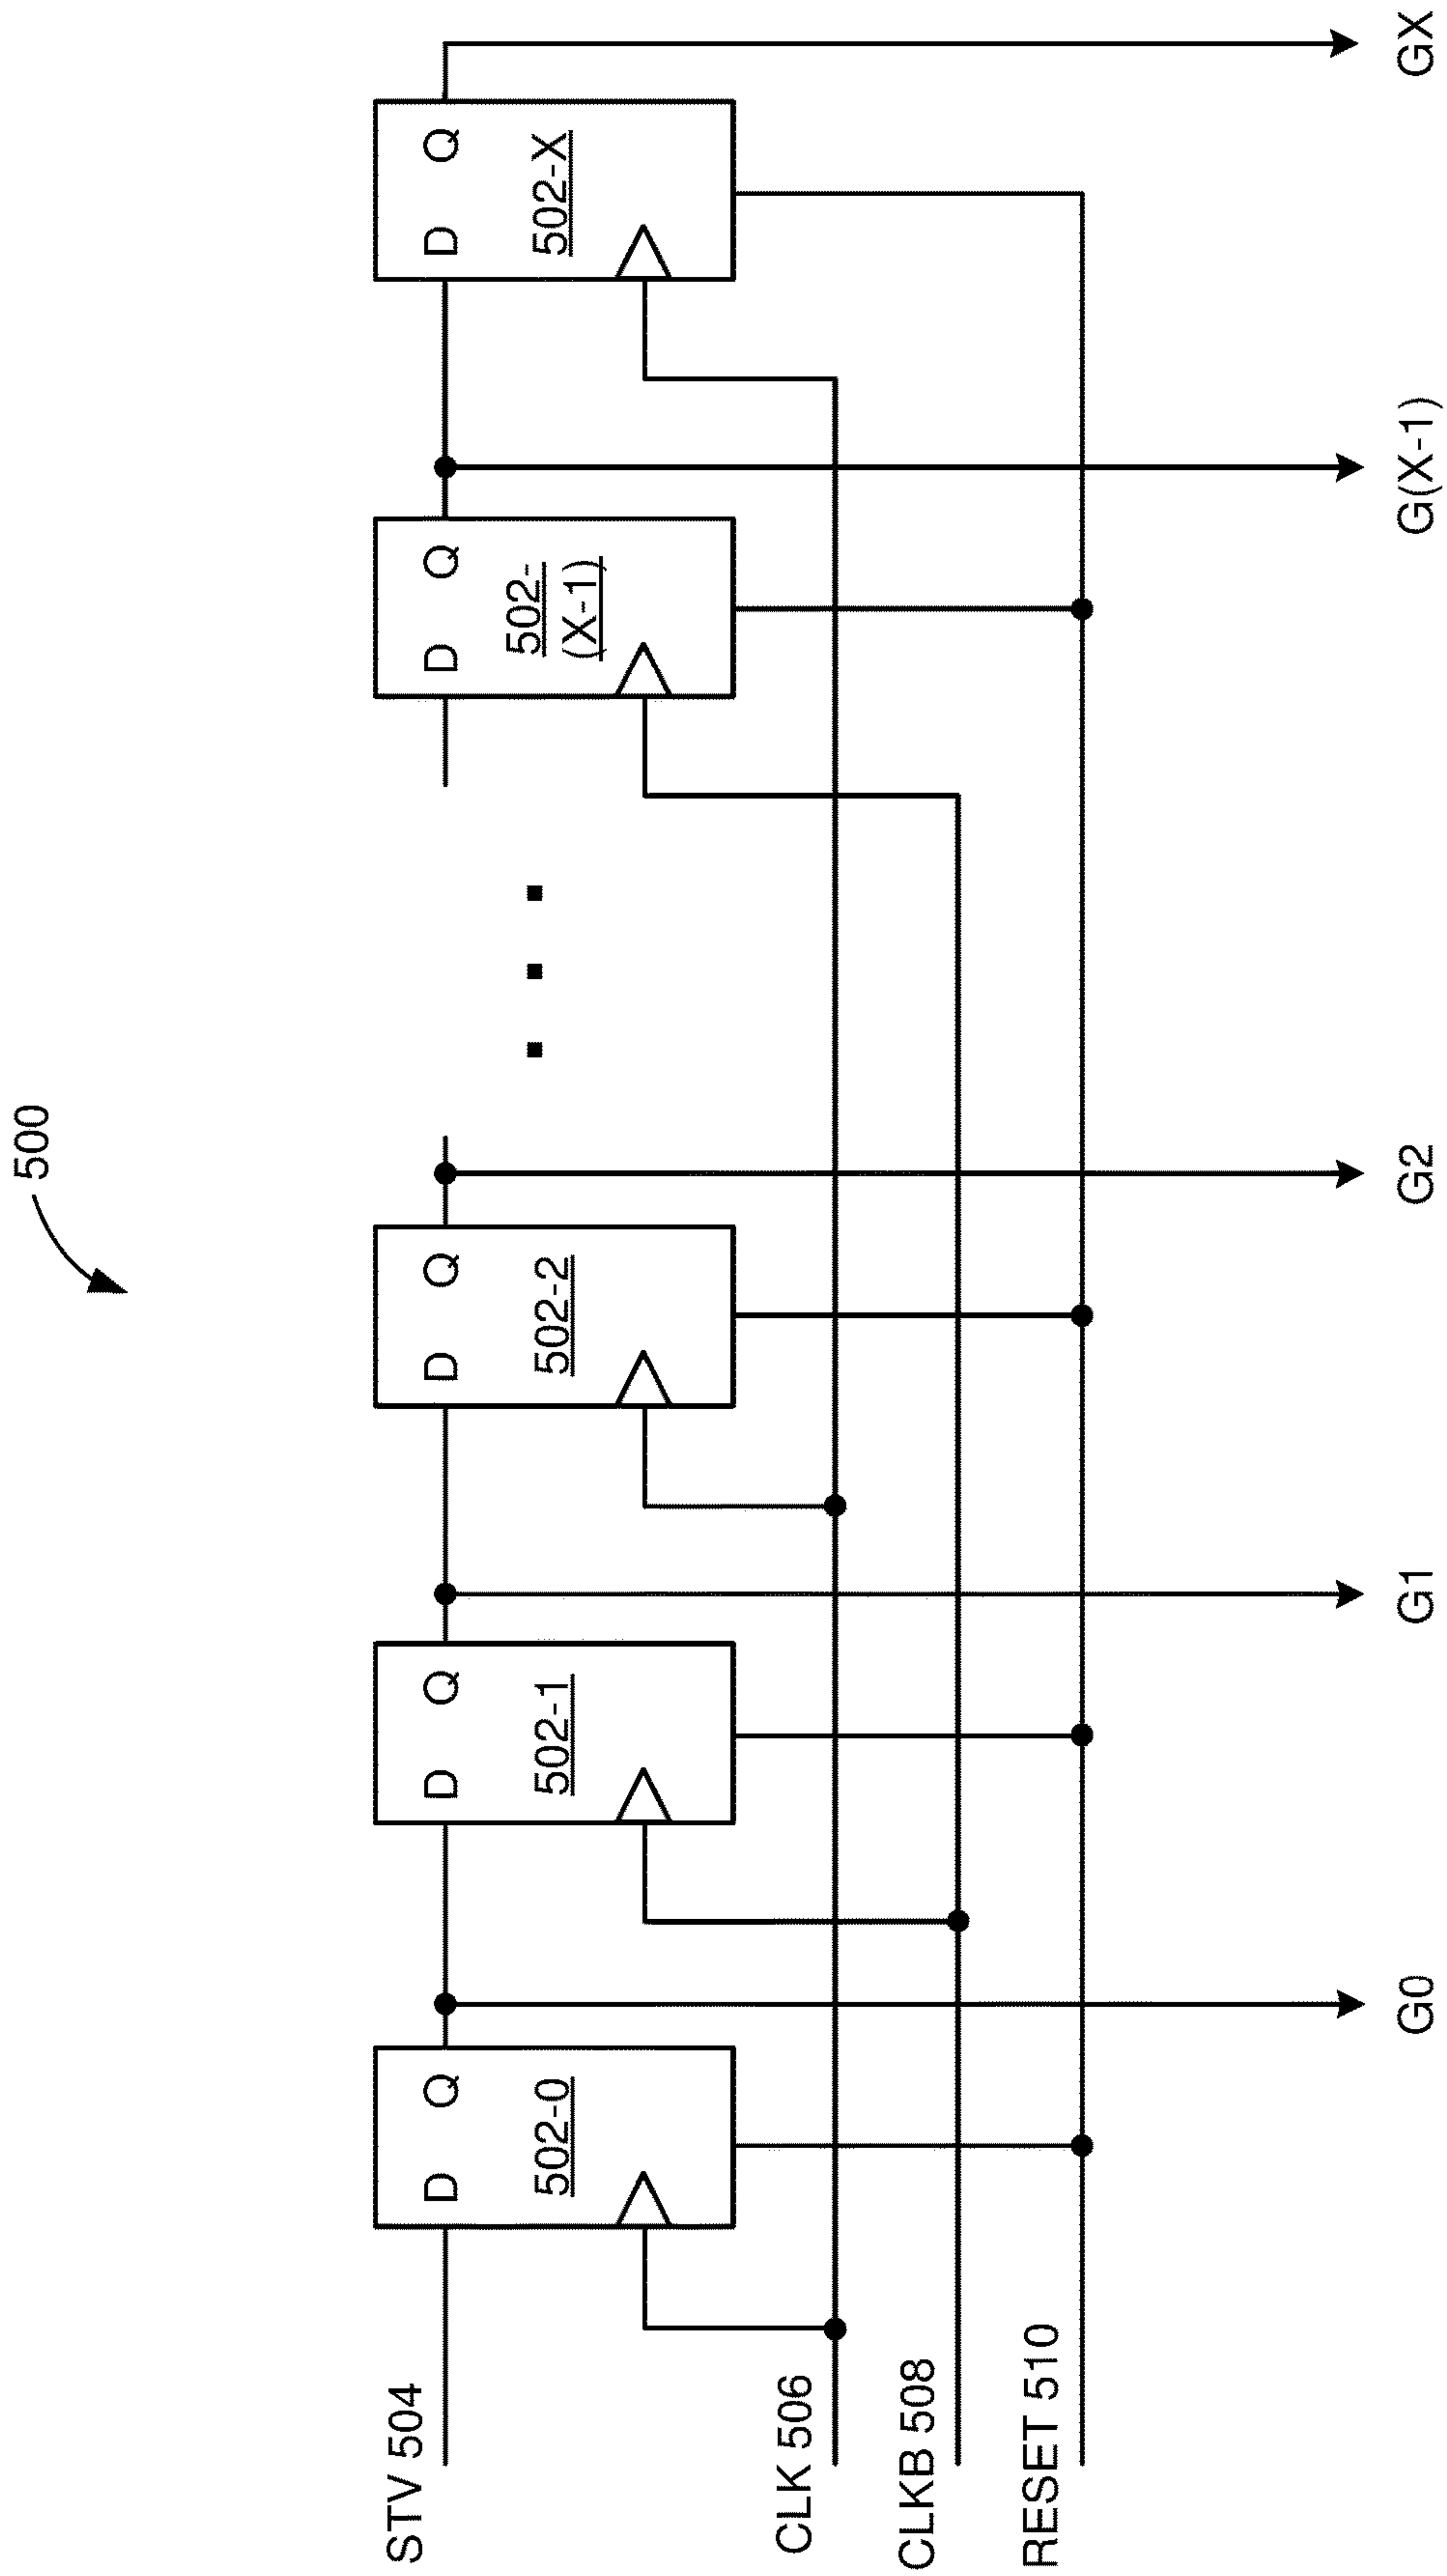 500
D Q
502-0
D Q
502-1
D Q
502-2
D Q
502-
(X-1)
D Q
502-X
STV 504
CLK 506
CLKB 508
RESET 510
G0
G1
G2
G(X-1)
GX